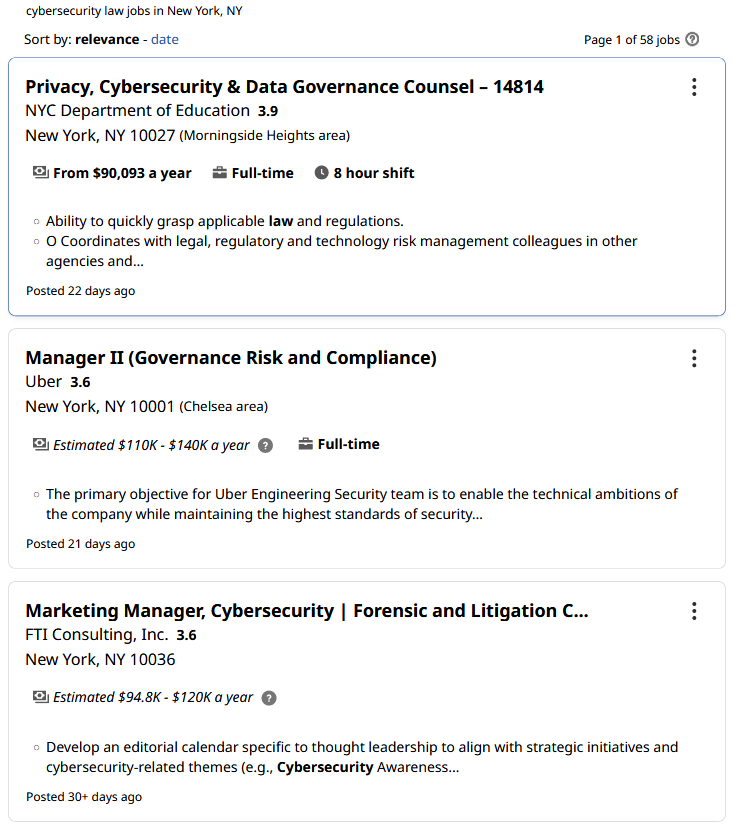 cybersecurity law jobs in New York, NY
Sort by: relevance - date
Page 1 of 58 jobs ?
Privacy, Cybersecurity & Data Governance Counsel – 14814
NYC Department of Education 3.9
New York, NY 10027 (Morningside Heights area)
From $90,093 a year Full-time 8 hour shift
Ability to quickly grasp applicable law and regulations.
O Coordinates with legal, regulatory and technology risk management colleagues in other
agencies and...
Posted 22 days ago
Manager II (Governance Risk and Compliance)
Uber 3.6
New York, NY 10001 (Chelsea area)
Estimated $110K - $140K a year ? Full-time
The primary objective for Uber Engineering Security team is to enable the technical ambitions of
the company while maintaining the highest standards of security...
Posted 21 days ago
Marketing Manager, Cybersecurity | Forensic and Litigation C...
FTI Consulting, Inc. 3.6
New York, NY 10036
Estimated $94.8K - $120K a year ?
Develop an editorial calendar specific to thought leadership to align with strategic initiatives and
cybersecurity-related themes (e.g., Cybersecurity Awareness...
Posted 30+ days ago